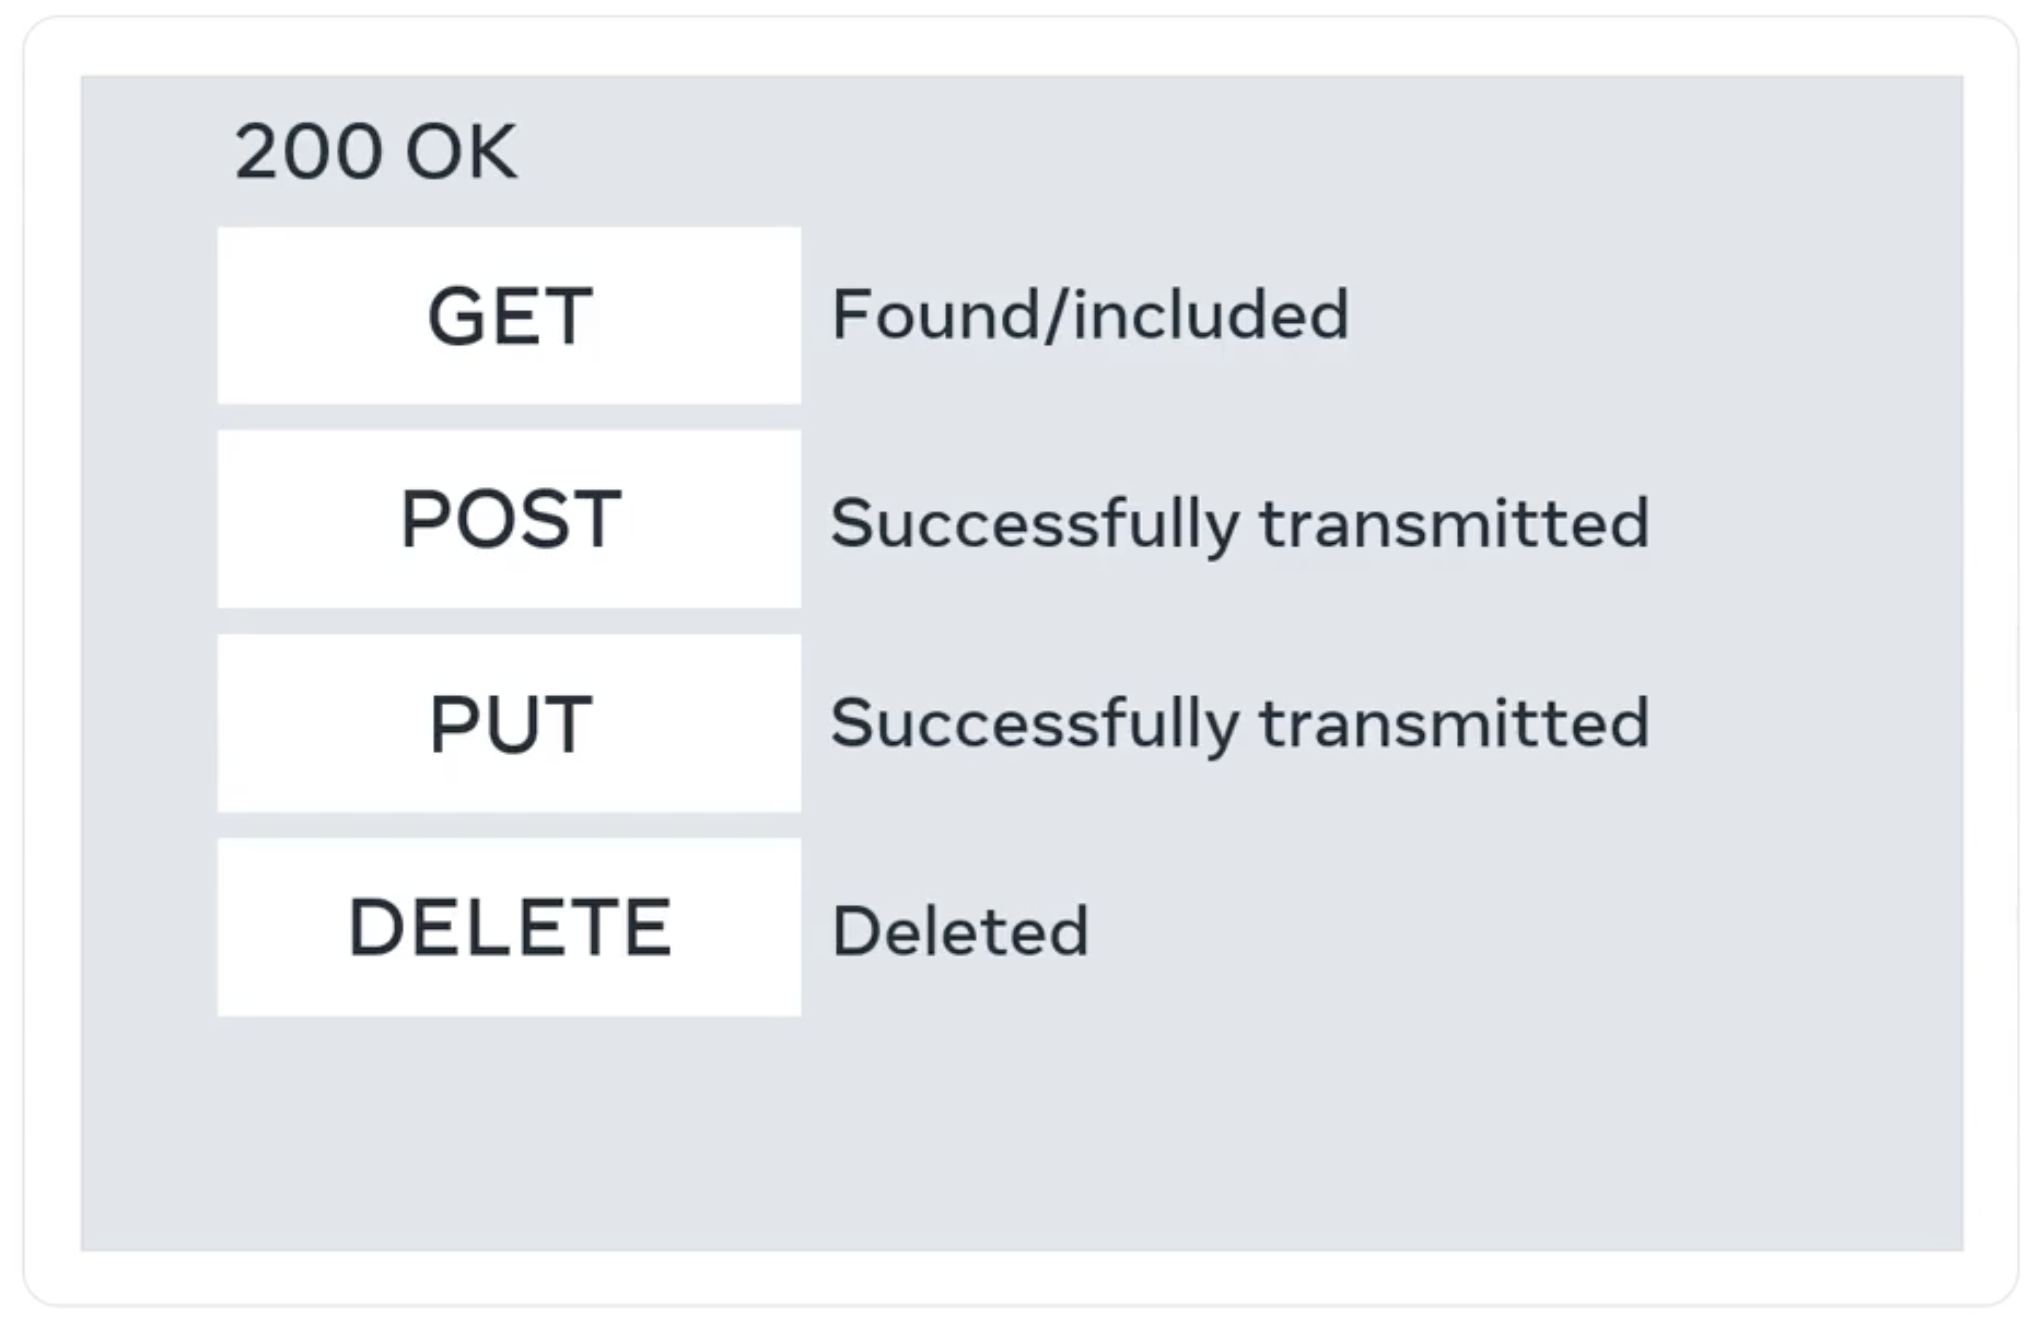 200 OK
GET Found/included
POST Successfully transmitted
PUT Successfully transmitted
DELETE Deleted